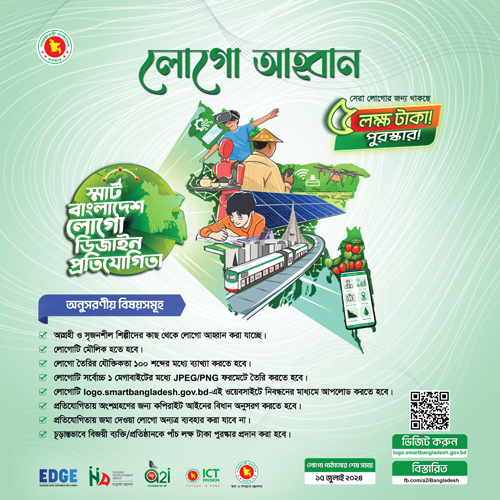 লোগো আহ্বান
সেরা লোগোর জন্য থাকছে
৫ লক্ষ টাকা!
পুরস্কার!
স্মার্ট
বাংলাদেশ
লোগো
ডিজাইন
প্রতিযোগিতা
অনুসরণীয় বিষয়সমূহ
আগ্রহী ও সৃজনশীল শিল্পীদের কাছ থেকে লোগো আহ্বান করা যাচ্ছে।
লোগোটি মৌলিক হতে হবে।
লোগো তৈরির যৌক্তিকতা ১০০ শব্দের মধ্যে ব্যাখ্যা করতে হবে।
লোগোটি সর্বোচ্চ ১ মেগাবাইটের মধ্যে JPEG/PNG ফরমেটে তৈরি করতে হবে।
লোগোটি logo.smartbangladesh.gov.bd-এই ওয়েবসাইটে নিবন্ধনের মাধ্যমে আপলোড করতে হবে।
প্রতিযোগিতায় অংশগ্রহণের জন্য কপিরাইট আইনের বিধান অনুসরণ করতে হবে।
প্রতিযোগিতায় জমা দেওয়া লোগো অন্যত্র ব্যবহার করা যাবে না।
চূড়ান্তভাবে বিজয়ী ব্যক্তি/প্রতিষ্ঠানকে পাঁচ লক্ষ টাকা পুরস্কার প্রদান করা হবে।
ভিজিট করুন
logo.smartbangladesh.gov.bd
বিস্তারিত
fb.com/a2iBangladesh
লোগো পাঠানোর শেষ সময়
১৫ জুলাই ২০২৪
EDGE
a2i
ICT
DIVISION